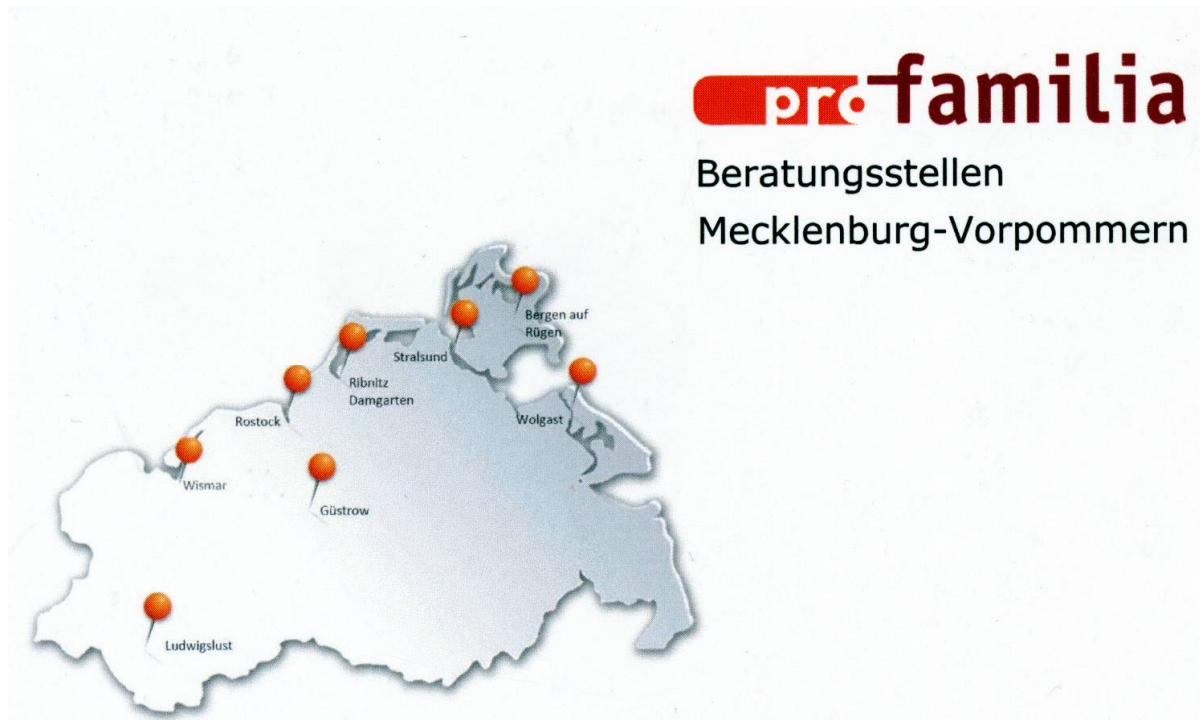 pro familia
Beratungsstellen
Mecklenburg-Vorpommern
Bergen auf
Rügen
Stralsund
Ribnitz
Damgarten
Rostock
Wolgast
Wismar
Güstrow
Ludwigslust